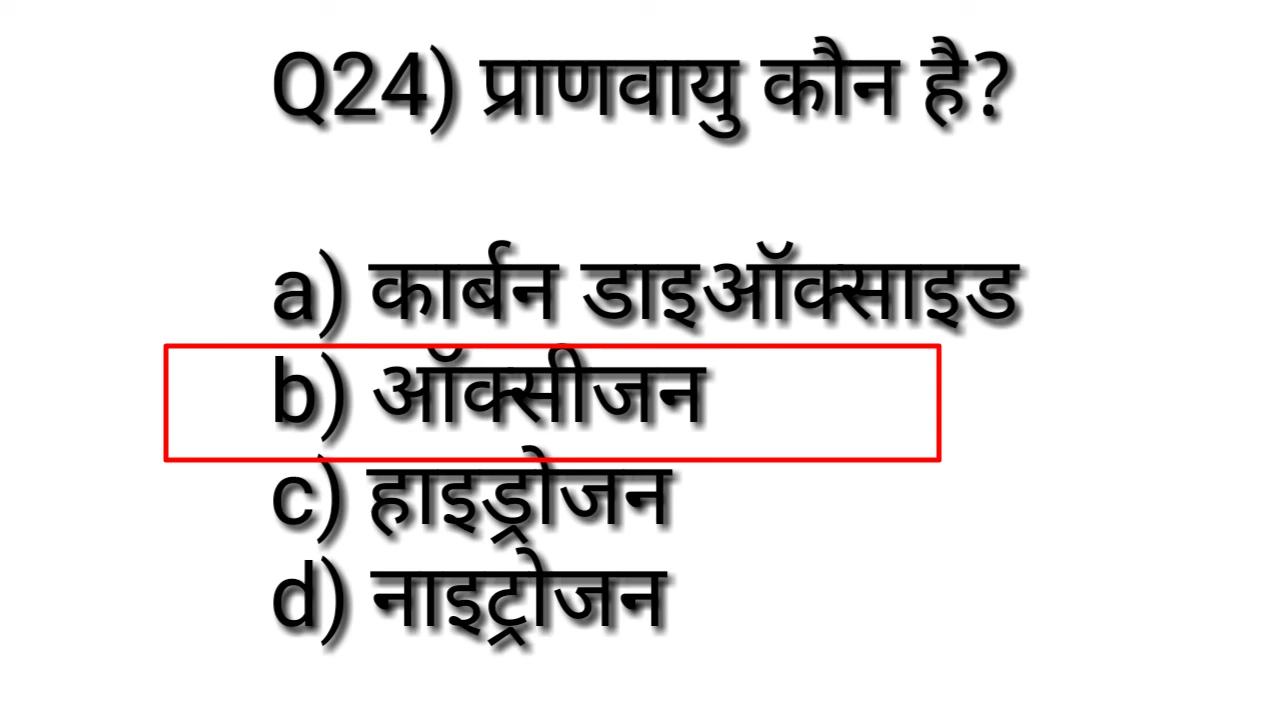 Q24) प्राणवायु कौन है?
a) कार्बन डाइऑक्साइड
b) ऑक्सीजन
c) हाइड्रोजन
d) नाइट्रोजन